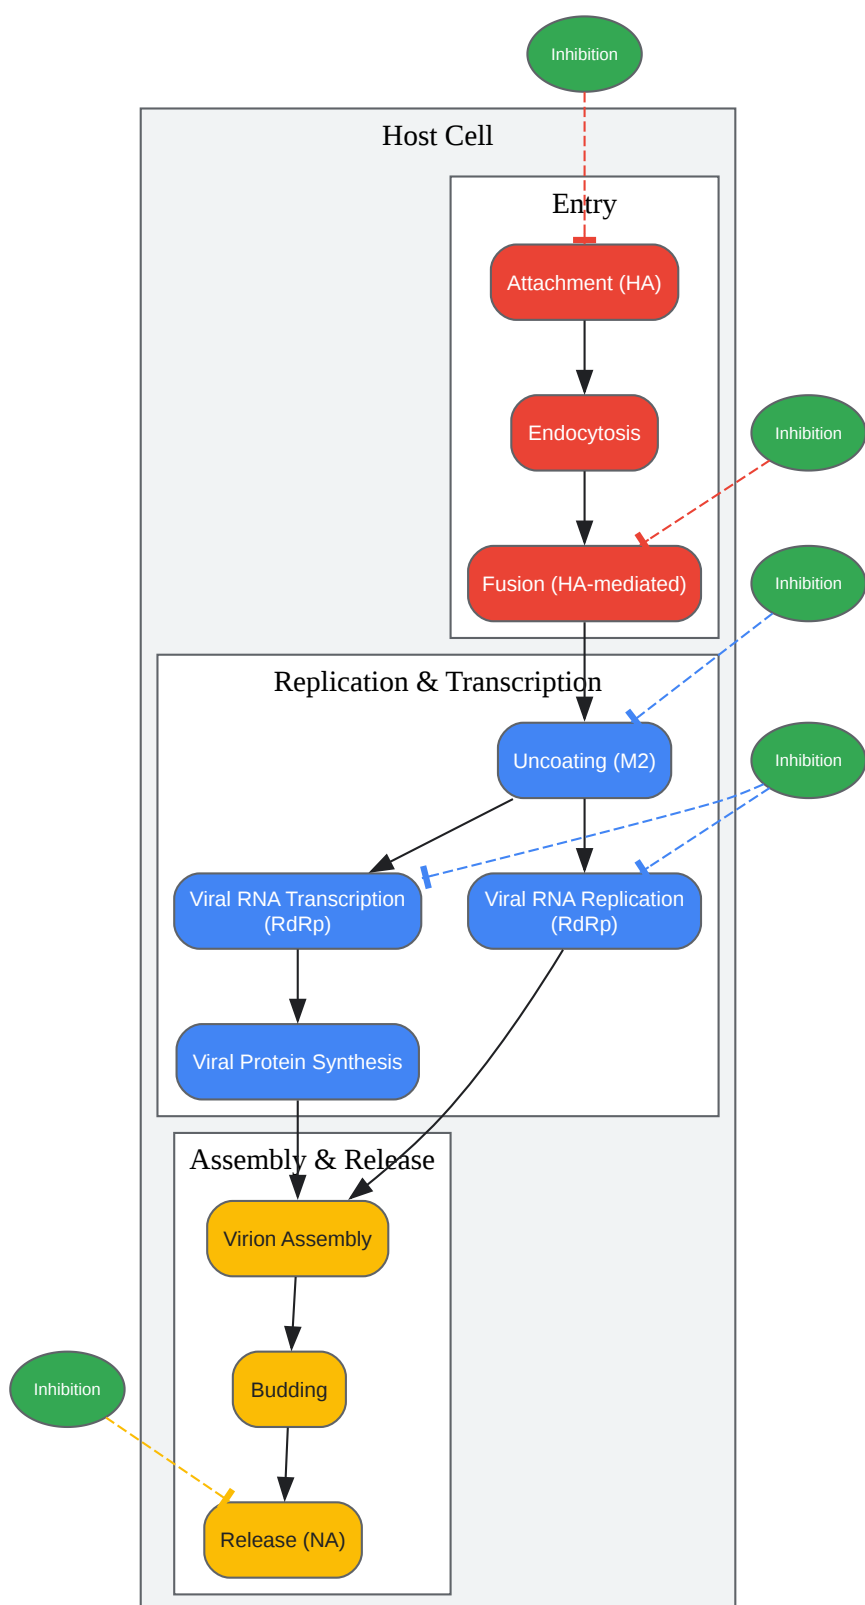 Inhibition
Host Cell
Entry
Attachment (HA)
Endocytosis
Inhibition
Fusion (HA-mediated)
Inhibition
Replication & Transcription
Uncoating (M2)
Inhibition
Viral RNA Transcription
(RdRp)
Viral RNA Replication
(RdRp)
Viral Protein Synthesis
Assembly & Release
Virion Assembly
Budding
Inhibition
Release (NA)